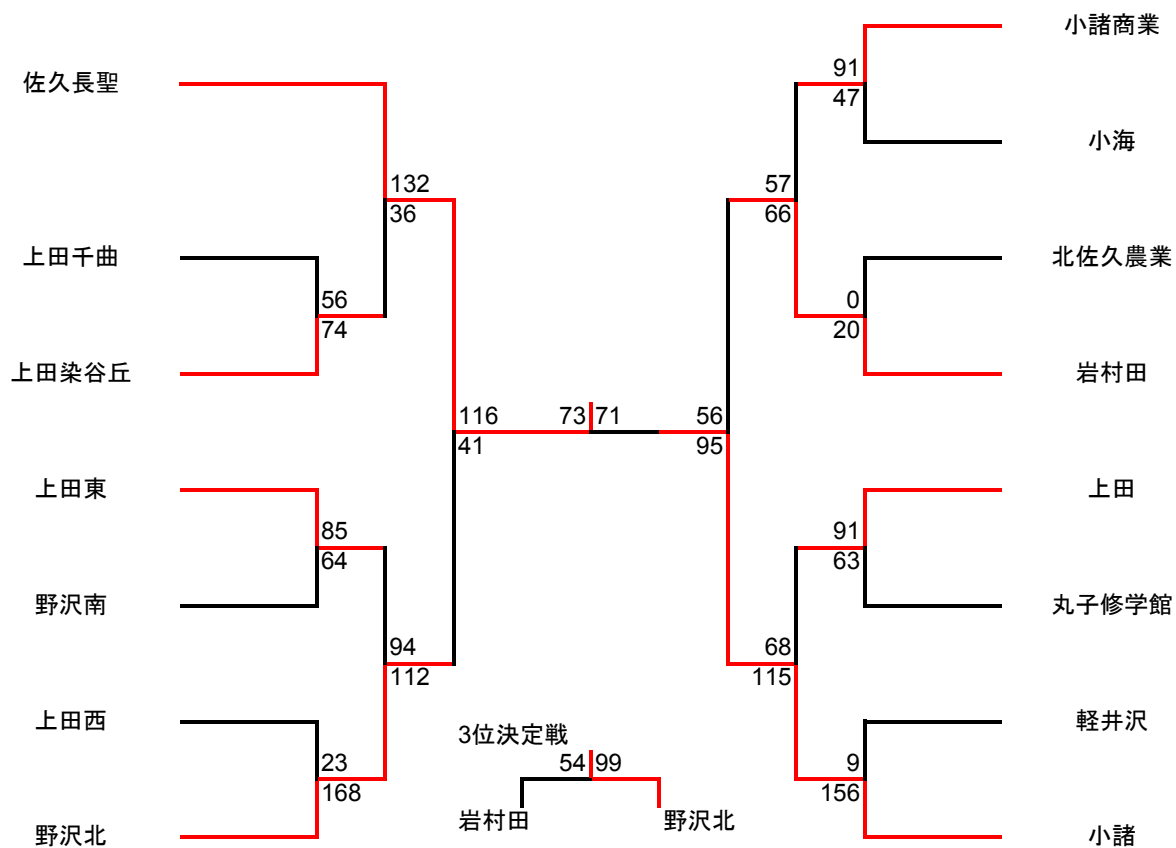 小諸商業
佐久長聖
91
47
小海
132
36
57
66
上田千曲
北佐久農業
56
74
0
20
上田染谷丘
岩村田
116
41
73 71
56
95
上田東
上田
85
64
91
63
野沢南
丸子修学館
94
112
68
115
上田西
軽井沢
3位決定戦
23
168
54 99
9
156
岩村田
野沢北
野沢北
小諸